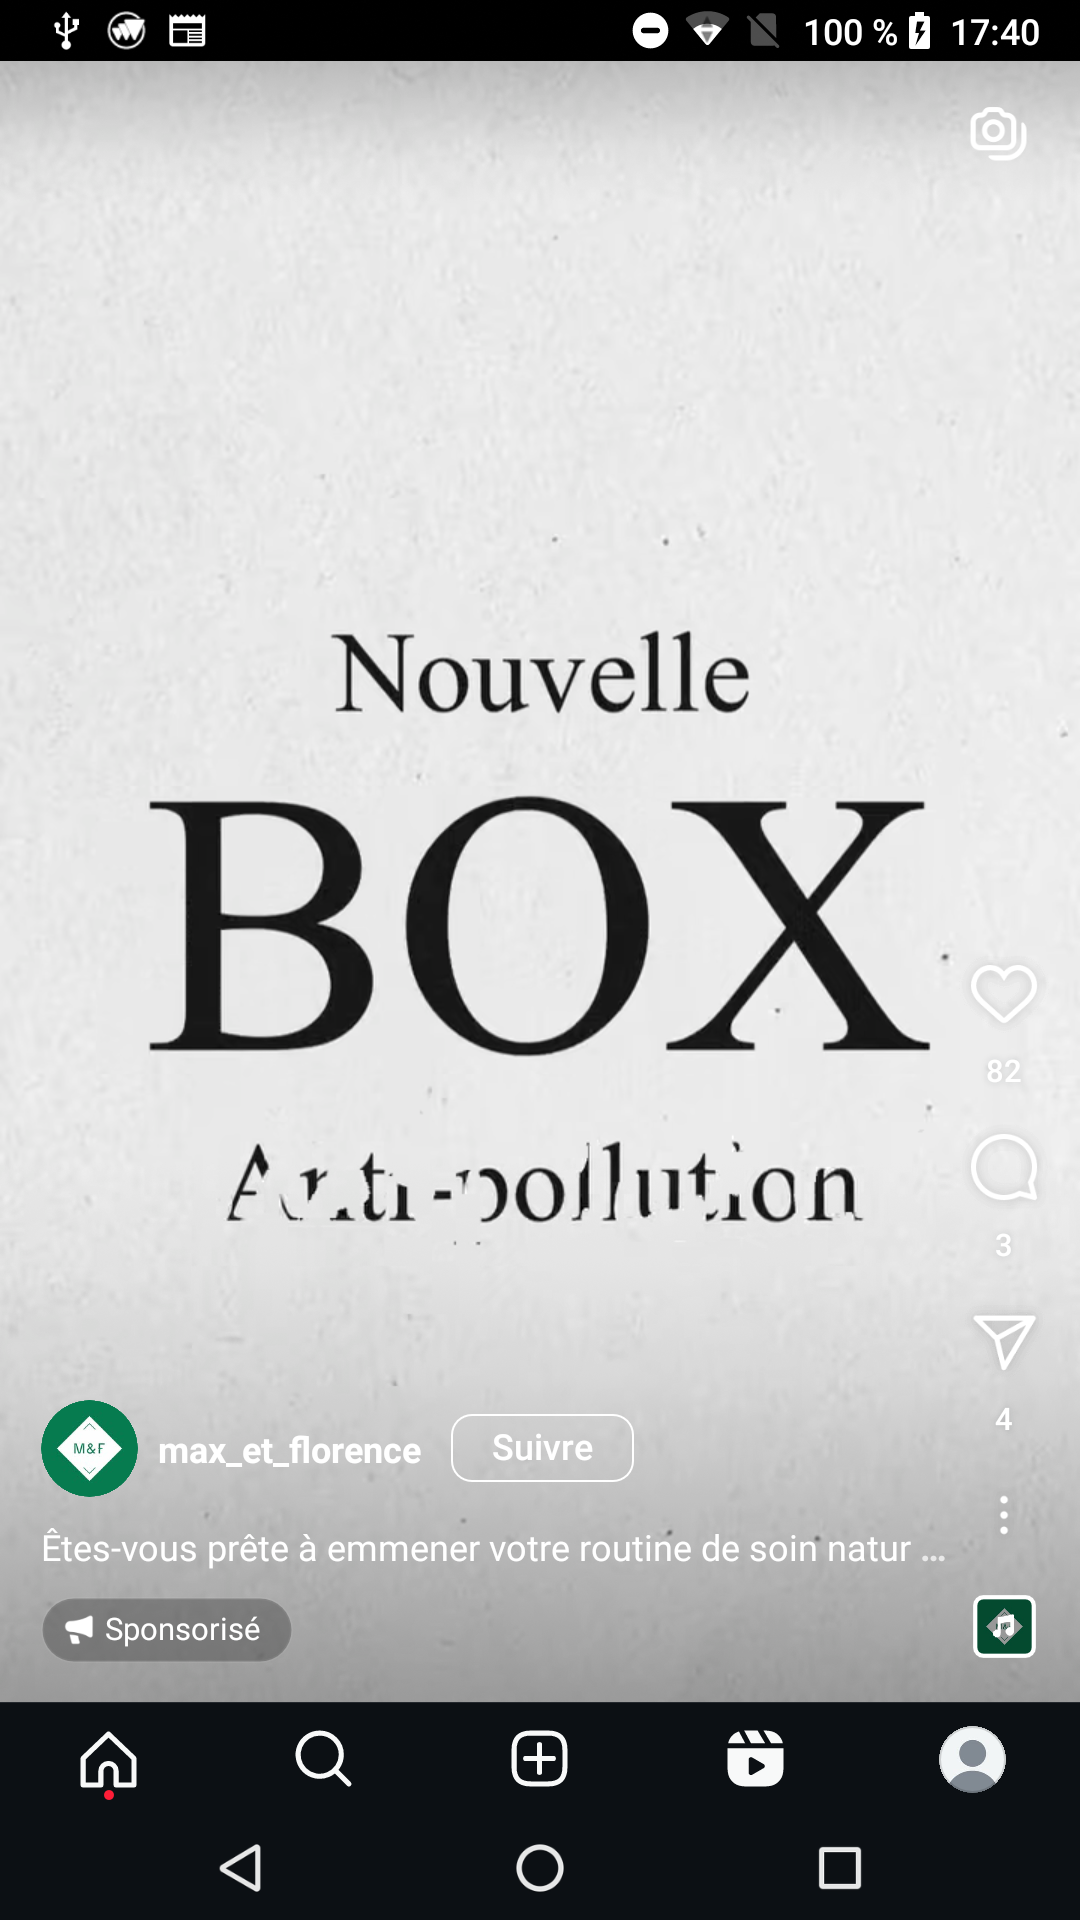 100 % 17:40
Nouvelle
BOX
Anti-pollution
82
3
4
M&F
max_et_florence
Suivre
Êtes-vous prête à emmener votre routine de soin natur ...
Sponsorisé